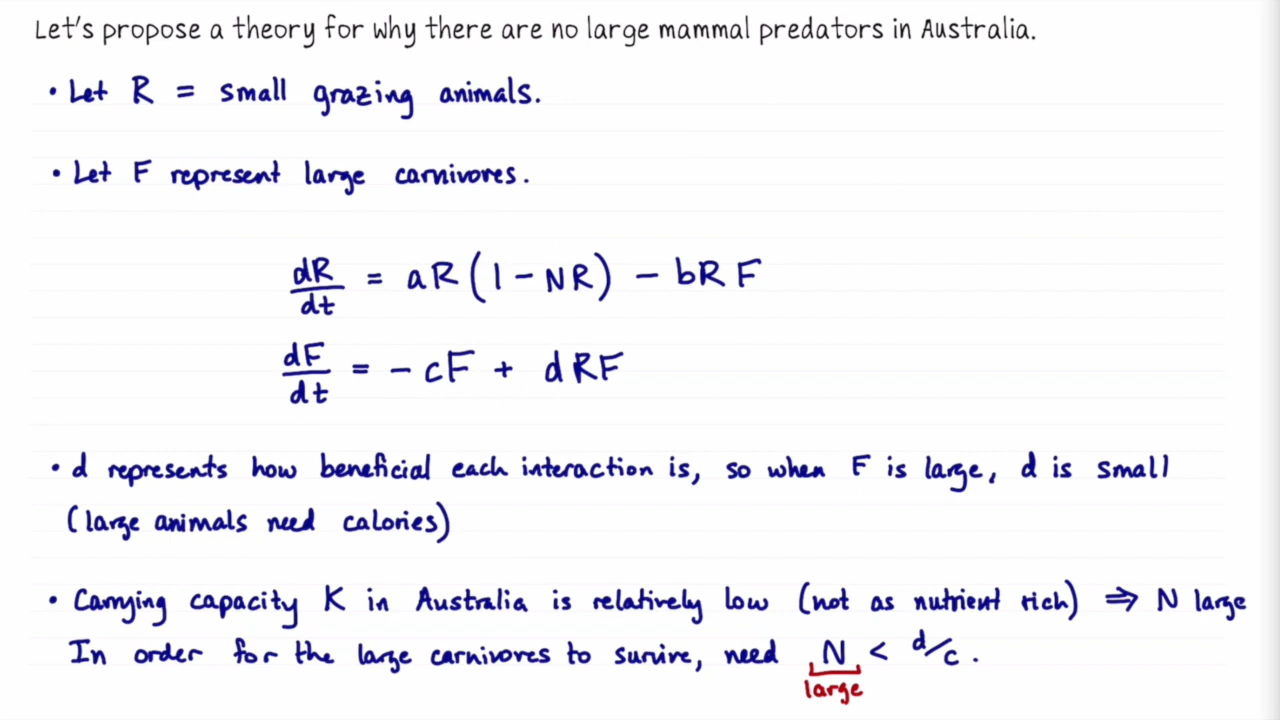 Let's propose a theory for why there are no large mammal predators in Australia.
• Let R = small grazing animals.
• Let F represent large carnivores.
dR/dt = aR(1 - NR) - bRF
dF/dt = -cF + dRF
• d represents how beneficial each interaction is, so when F is large, d is small
(large animals need calories)
• Carrying capacity K in Australia is relatively low (not as nutrient rich) ⇒ N large
In order for the large carnivores to survive, need N < d/c.
large